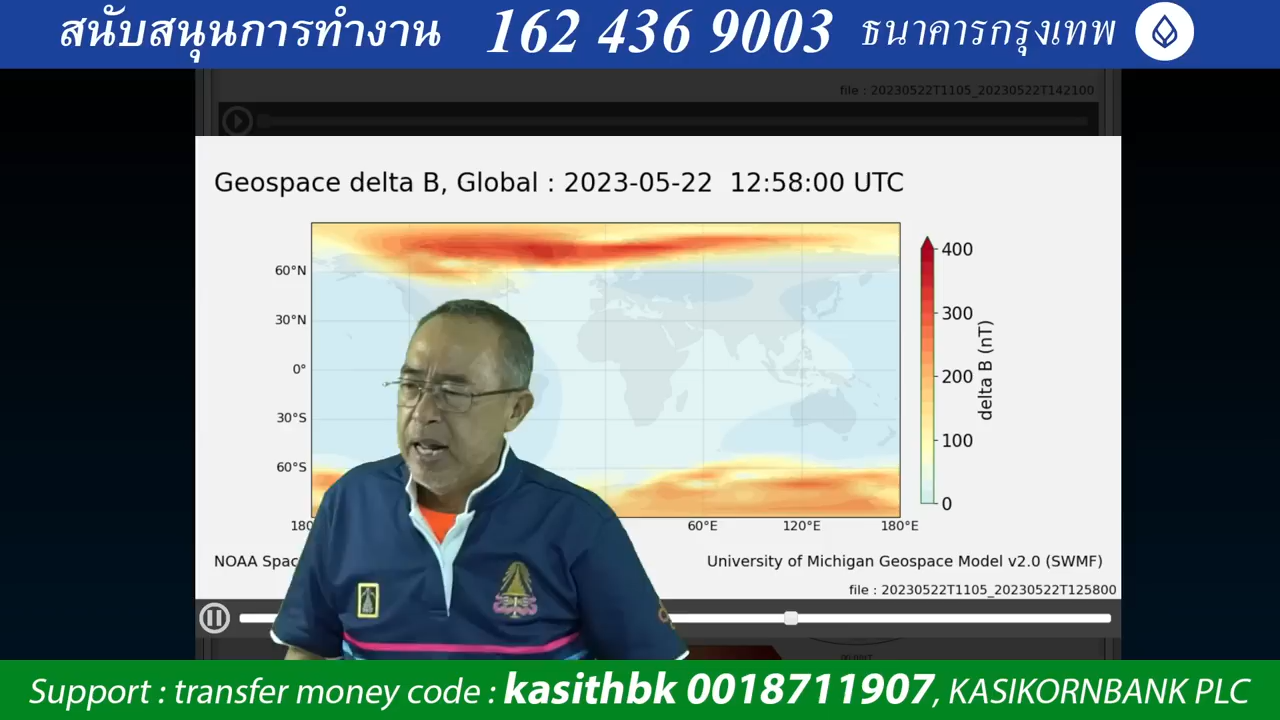 สนับสนุนการทำงาน 162 436 9003 ธนาคารกรุงเทพ
file : 20230522T1105_20230522T142100
Geospace delta B, Global : 2023-05-22 12:58:00 UTC
400
60°N
300
30°N
0°
200
delta B (nT)
30°S
100
60°S
0
180 60°E 120°E 180°E
NOAA Spac University of Michigan Geospace Model v2.0 (SWMF)
file : 20230522T1105_20230522T125800
Support : transfer money code : kasithbk 0018711907, KASIKORNBANK PLC